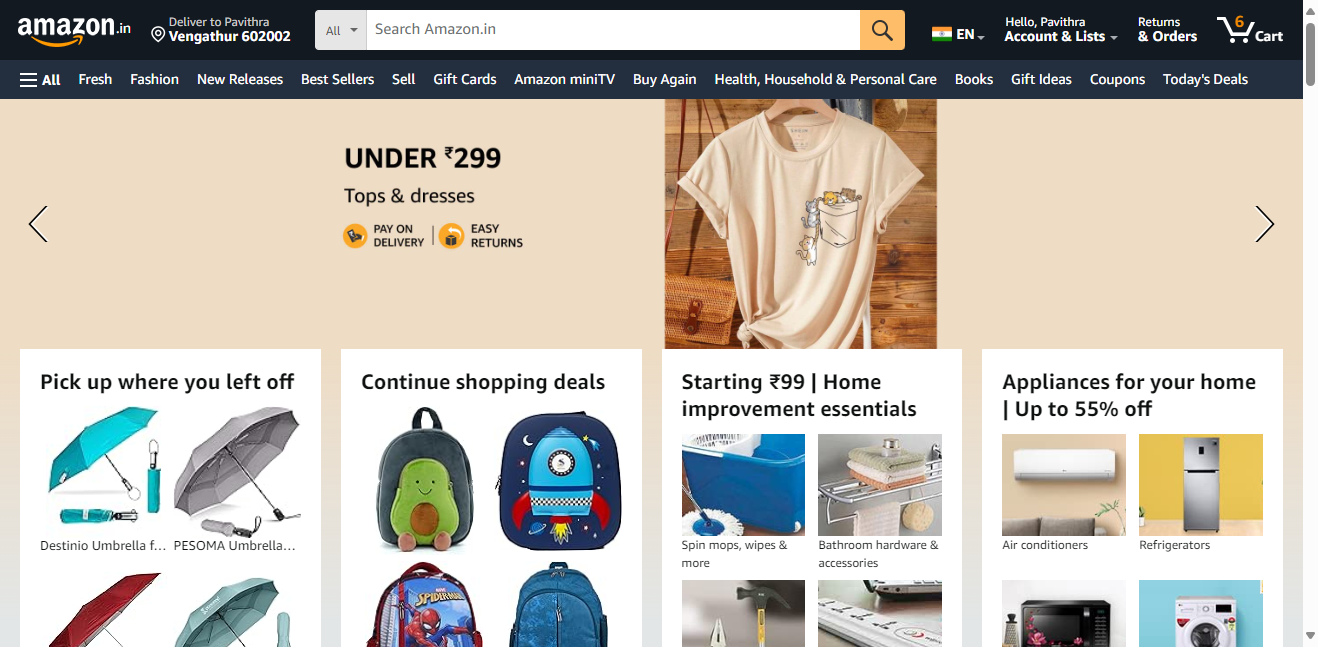 amazon.in
Deliver to Pavithra
Vengathur 602002
All
Search Amazon.in
EN
Hello, Pavithra
Account & Lists
Returns
& Orders
6
Cart
All
Fresh
Fashion
New Releases
Best Sellers
Sell
Gift Cards
Amazon miniTV
Buy Again
Health, Household & Personal Care
Books
Gift Ideas
Coupons
Today's Deals
UNDER ₹299
Tops & dresses
PAY ON
DELIVERY
EASY
RETURNS
Pick up where you left off
Destinio Umbrella f...
PESOMA Umbrella...
Continue shopping deals
SPIDER-MAN
Starting ₹99 | Home
improvement essentials
Spin mops, wipes &
more
Bathroom hardware &
accessories
Appliances for your home
| Up to 55% off
Air conditioners
Refrigerators